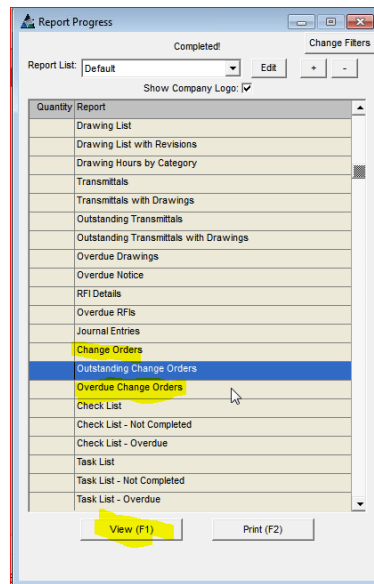 Report Progress
Completed!
Change Filters
Report List: Default Edit + -
Show Company Logo:
Quantity Report
Drawing List
Drawing List with Revisions
Drawing Hours by Category
Transmittals
Transmittals with Drawings
Outstanding Transmittals
Outstanding Transmittals with Drawings
Overdue Drawings
Overdue Notice
RFI Details
Overdue RFIs
Journal Entries
Change Orders
Outstanding Change Orders
Overdue Change Orders
Check List
Check List - Not Completed
Check List - Overdue
Task List
Task List - Not Completed
Task List - Overdue
View (F1) Print (F2)